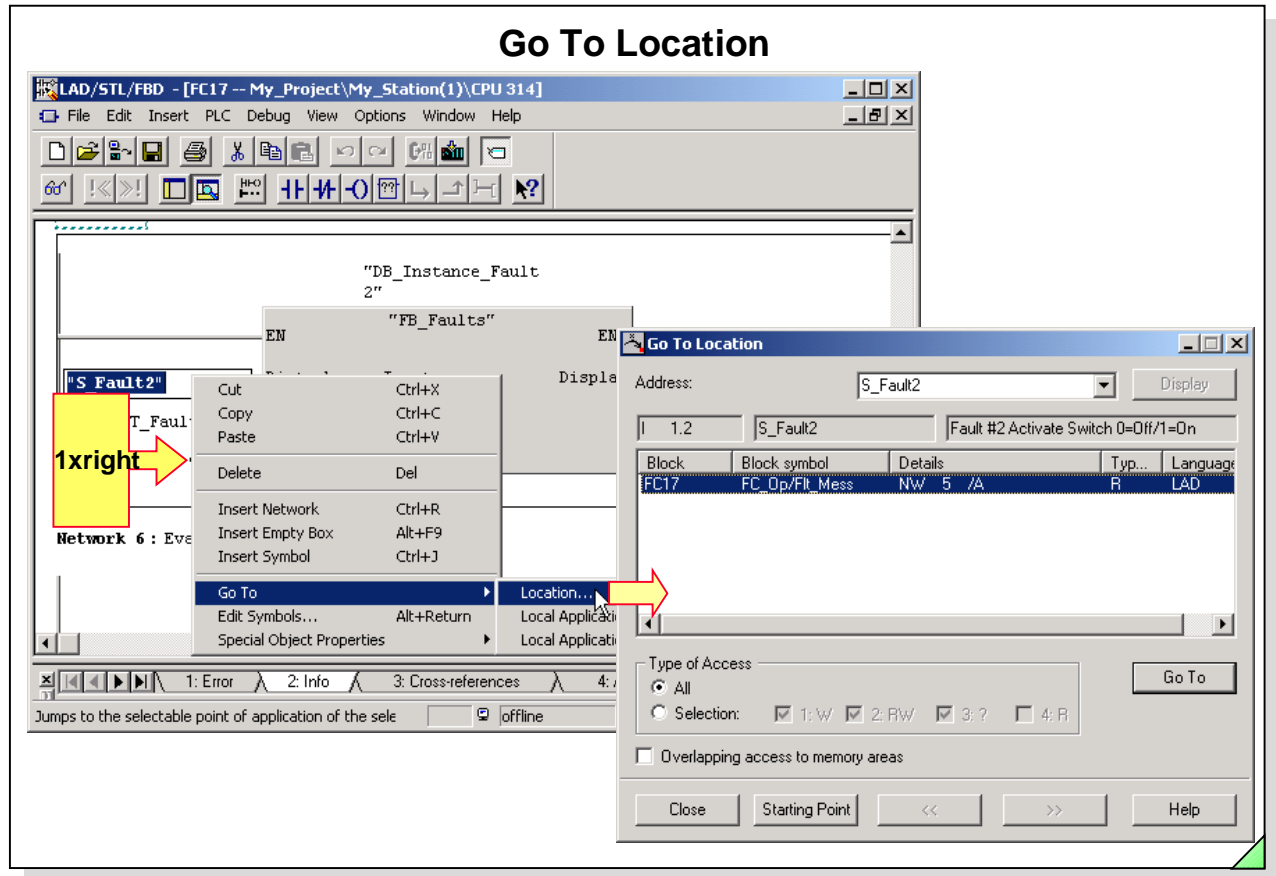 Go To Location
LAD/STL/FBD - [FC17 -- My_Project\My_Station(1)\CPU 314]
File Edit Insert PLC Debug View Options Window Help
"DB_Instance_Fault
2"
"FB_Faults"
EN EN
"S_Fault2" Displa
T_Faul
1xright
Network 6 : Eva
Cut Ctrl+X
Copy Ctrl+C
Paste Ctrl+V
Delete Del
Insert Network Ctrl+R
Insert Empty Box Alt+F9
Insert Symbol Ctrl+J
Go To
Edit Symbols... Alt+Return
Special Object Properties
Location...
Local Applicati
Local Applicati
1: Error 2: Info 3: Cross-references 4:
Jumps to the selectable point of application of the sele offline
Go To Location
Address: S_Fault2 Display
I 1.2 S_Fault2 Fault #2 Activate Switch 0=Off/1=On
Block Block symbol Details Typ... Language
FC17 FC_Op/Flt_Mess NW 5 /A R LAD
Type of Access
All
Selection: 1: W 2: RW 3: ? 4: R
Go To
Overlapping access to memory areas
Close Starting Point << >> Help